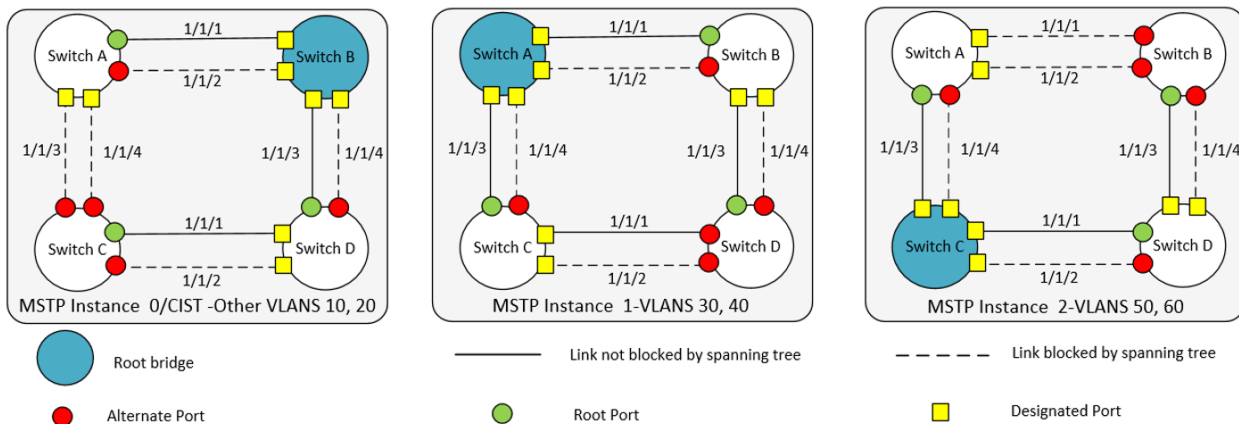 Switch A
1/1/1
Switch B
1/1/2
1/1/3
1/1/4
1/1/3
1/1/4
Switch C
1/1/1
Switch D
1/1/2
MSTP Instance 0/CIST -Other VLANS 10, 20
Switch A
1/1/1
Switch B
1/1/2
1/1/3
1/1/4
1/1/3
1/1/4
Switch C
1/1/1
Switch D
1/1/2
MSTP Instance 1-VLANS 30, 40
Switch A
1/1/1
Switch B
1/1/2
1/1/3
1/1/4
1/1/3
1/1/4
Switch C
1/1/1
Switch D
1/1/2
MSTP Instance 2-VLANS 50, 60
Root bridge
Link not blocked by spanning tree
Link blocked by spanning tree
Alternate Port
Root Port
Designated Port